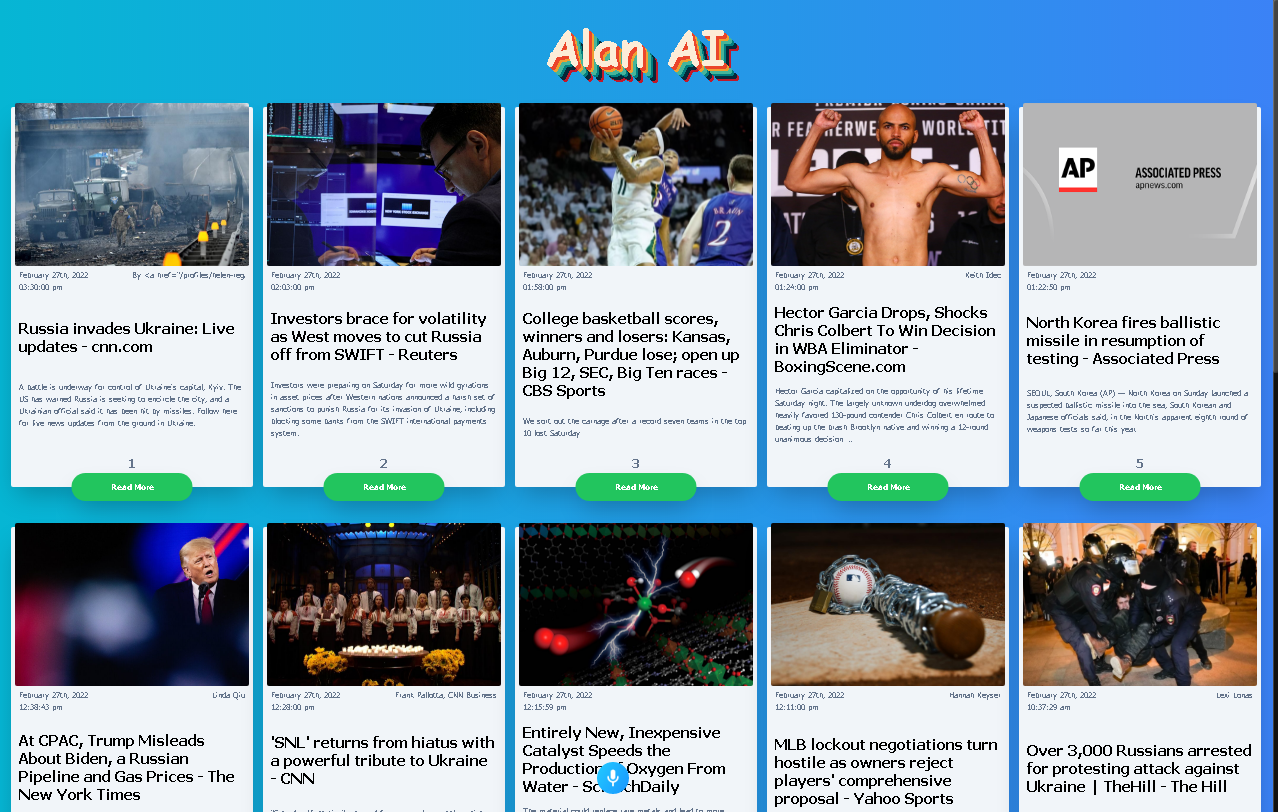 Alan AI
R FEATHERWEIGHT WORLD TIT
AP
ASSOCIATED PRESS
apnews.com
February 27th, 2022
By <a href="/profiles/helen-reg
03:30:00 pm
Russia invades Ukraine: Live
updates - cnn.com
A battle is underway for control of Ukraine's capital, Kyiv. The
US has warned Russia is seeking to encircle the city, and a
Ukrainian official said it has been hit by missiles. Follow here
for live news updates from the ground in Ukraine.
1
Read More
February 27th, 2022
02:03:00 pm
Investors brace for volatility
as West moves to cut Russia
off from SWIFT - Reuters
Investors were preparing on Saturday for more wild gyrations
in asset prices after Western nations announced a harsh set of
sanctions to punish Russia for its invasion of Ukraine, including
blocking some banks from the SWIFT international payments
system.
2
Read More
February 27th, 2022
01:58:00 pm
College basketball scores,
winners and losers: Kansas,
Auburn, Purdue lose; open up
Big 12, SEC, Big Ten races -
CBS Sports
We sort out the carnage after a record seven teams in the top
10 lost Saturday
3
Read More
February 27th, 2022
Keith Idec
01:24:00 pm
Hector Garcia Drops, Shocks
Chris Colbert To Win Decision
in WBA Eliminator -
BoxingScene.com
Hector Garcia capitalized on the opportunity of his lifetime
Saturday night. The largely unknown underdog overwhelmed
heavily favored 130-pound contender Chris Colbert en route to
beating up the brash Brooklyn native and winning a 12-round
unanimous decision ...
4
Read More
February 27th, 2022
01:22:50 pm
North Korea fires ballistic
missile in resumption of
testing - Associated Press
SEOUL, South Korea (AP) — North Korea on Sunday launched a
suspected ballistic missile into the sea, South Korean and
Japanese officials said, in the North's apparent eighth round of
weapons tests so far this year.
5
Read More
February 27th, 2022
Linda Qiu
12:38:43 pm
At CPAC, Trump Misleads
About Biden, a Russian
Pipeline and Gas Prices - The
New York Times
February 27th, 2022
Frank Pallotta, CNN Business
12:28:00 pm
'SNL' returns from hiatus with
a powerful tribute to Ukraine
- CNN
February 27th, 2022
12:15:59 pm
Entirely New, Inexpensive
Catalyst Speeds the
Production Oxygen From
Water -
February 27th, 2022
Hannah Keyser
12:11:00 pm
MLB lockout negotiations turn
hostile as owners reject
players' comprehensive
proposal - Yahoo Sports
February 27th, 2022
Lexi Lonas
10:37:29 am
Over 3,000 Russians arrested
for protesting attack against
Ukraine | TheHill - The Hill